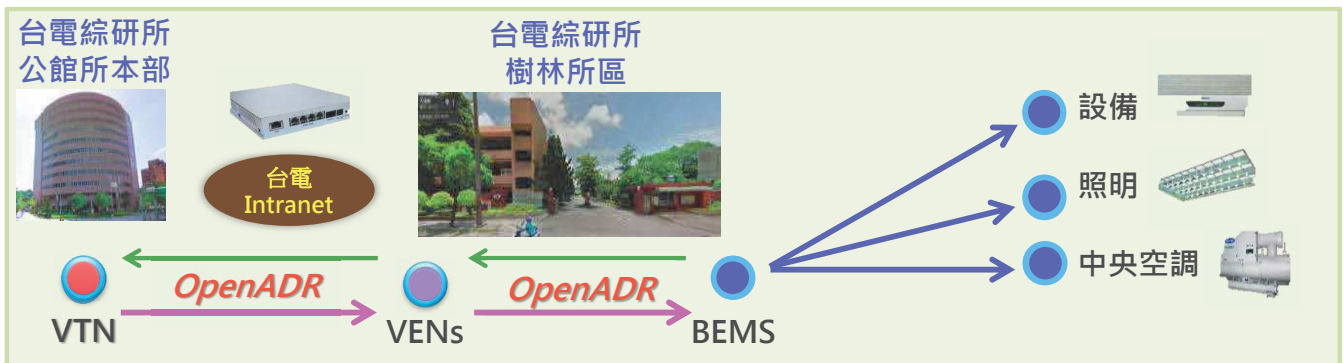 台電綜研所
公館所本部
台電綜研所
樹林所區
台電
Intranet
設備
照明
中央空調
OpenADR
OpenADR
VTN
VENs
BEMS